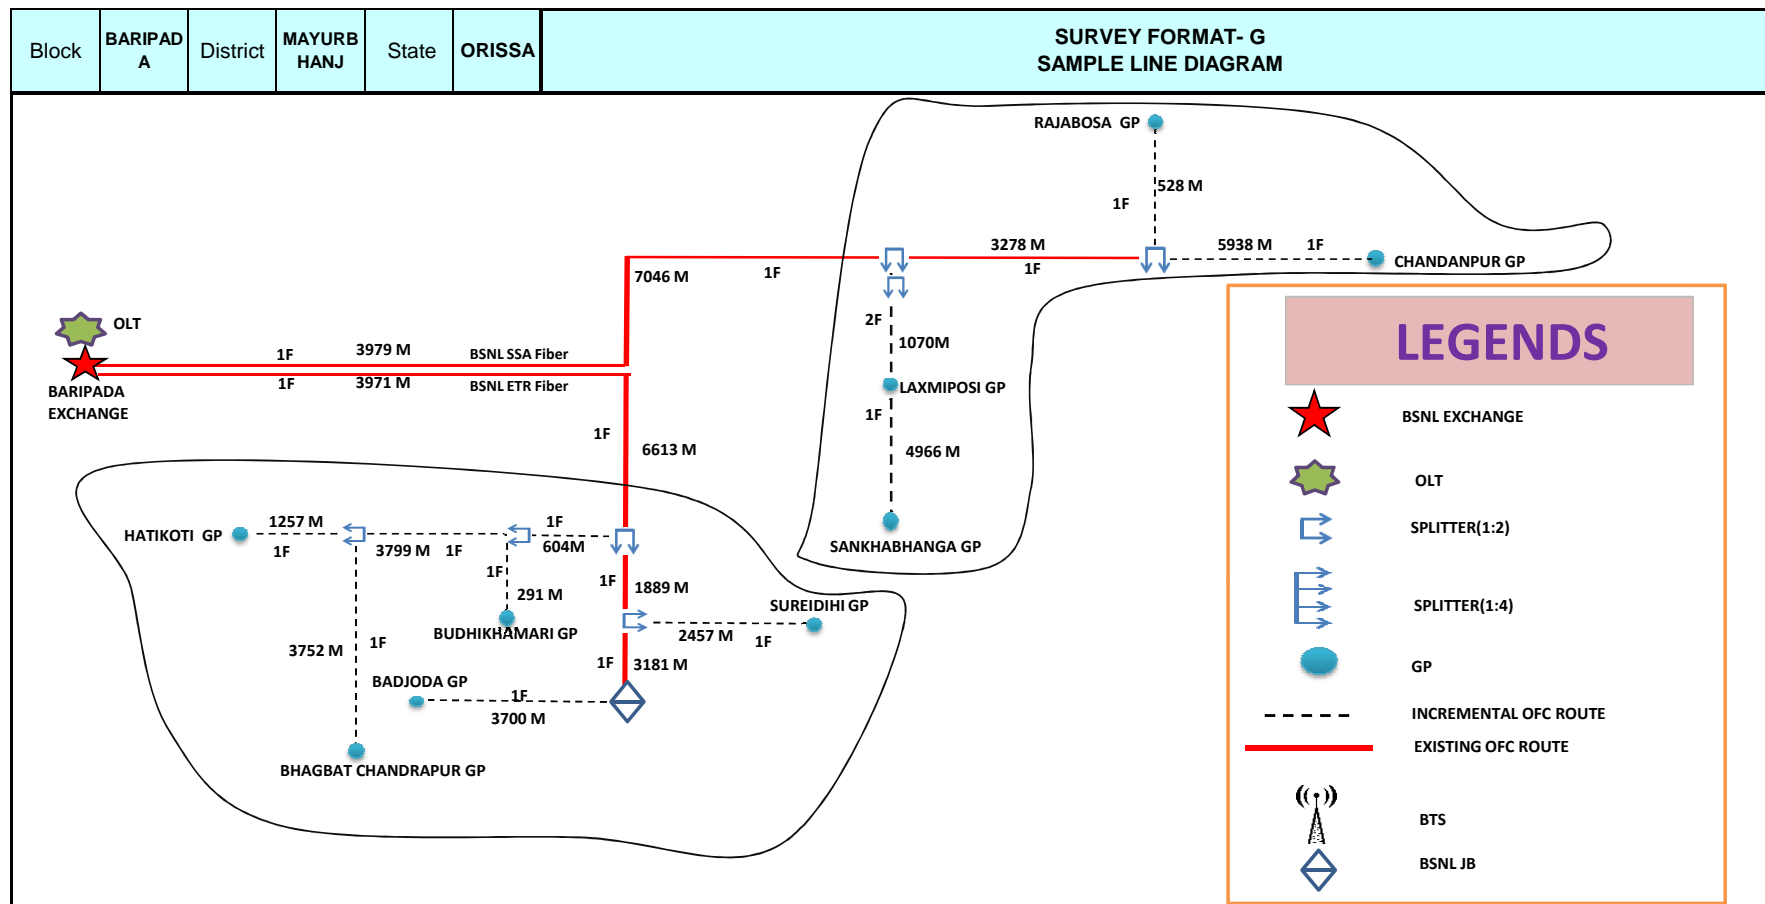 Block
BARIPAD
A
District
MAYURB
HANJ
State
ORISSA
SURVEY FORMAT- G
SAMPLE LINE DIAGRAM
RAJABOSA GP
528 M
1F
3278 M
5938 M
1F
CHANDANPUR GP
7046 M
1F
1F
OLT
2F
1070M
1F
3979 M
BSNL SSA Fiber
1F
3971 M
BSNL ETR Fiber
BARIPADA
EXCHANGE
LAXMIPOSI GP
1F
4966 M
1F
6613 M
SANKHABHANGA GP
HATIKOTI GP
1257 M
1F
3799 M
1F
1F
604M
1F
291 M
1F
1889 M
BUDHIKHAMARI GP
SUREIDIHI GP
2457 M
1F
3752 M
1F
1F
3181 M
BADJODA GP
1F
3700 M
BHAGBAT CHANDRAPUR GP
LEGENDS
BSNL EXCHANGE
OLT
SPLITTER(1:2)
SPLITTER(1:4)
GP
INCREMENTAL OFC ROUTE
EXISTING OFC ROUTE
BTS
BSNL JB